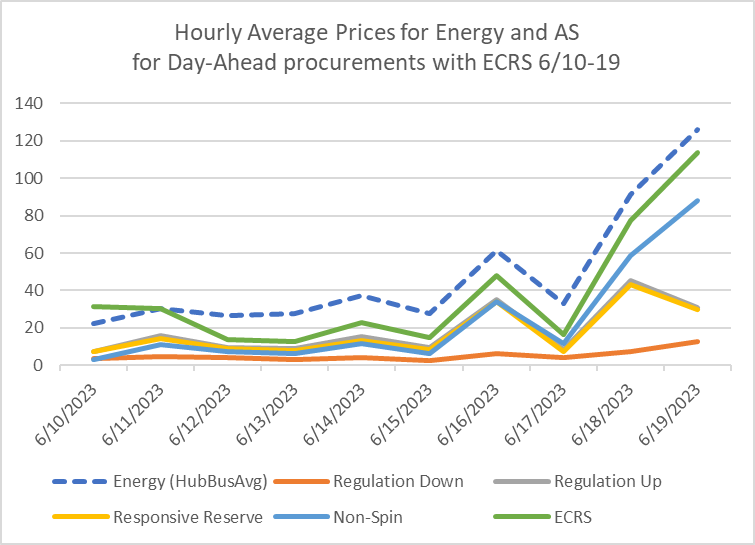 Hourly Average Prices for Energy and AS
for Day-Ahead procurements with ECRS 6/10-19
140
120
100
80
60
40
20
0
6/10/2023
6/11/2023
6/12/2023
6/13/2023
6/14/2023
6/15/2023
6/16/2023
6/17/2023
6/18/2023
6/19/2023
Energy (HubBusAvg)
Regulation Down
Regulation Up
Responsive Reserve
Non-Spin
ECRS